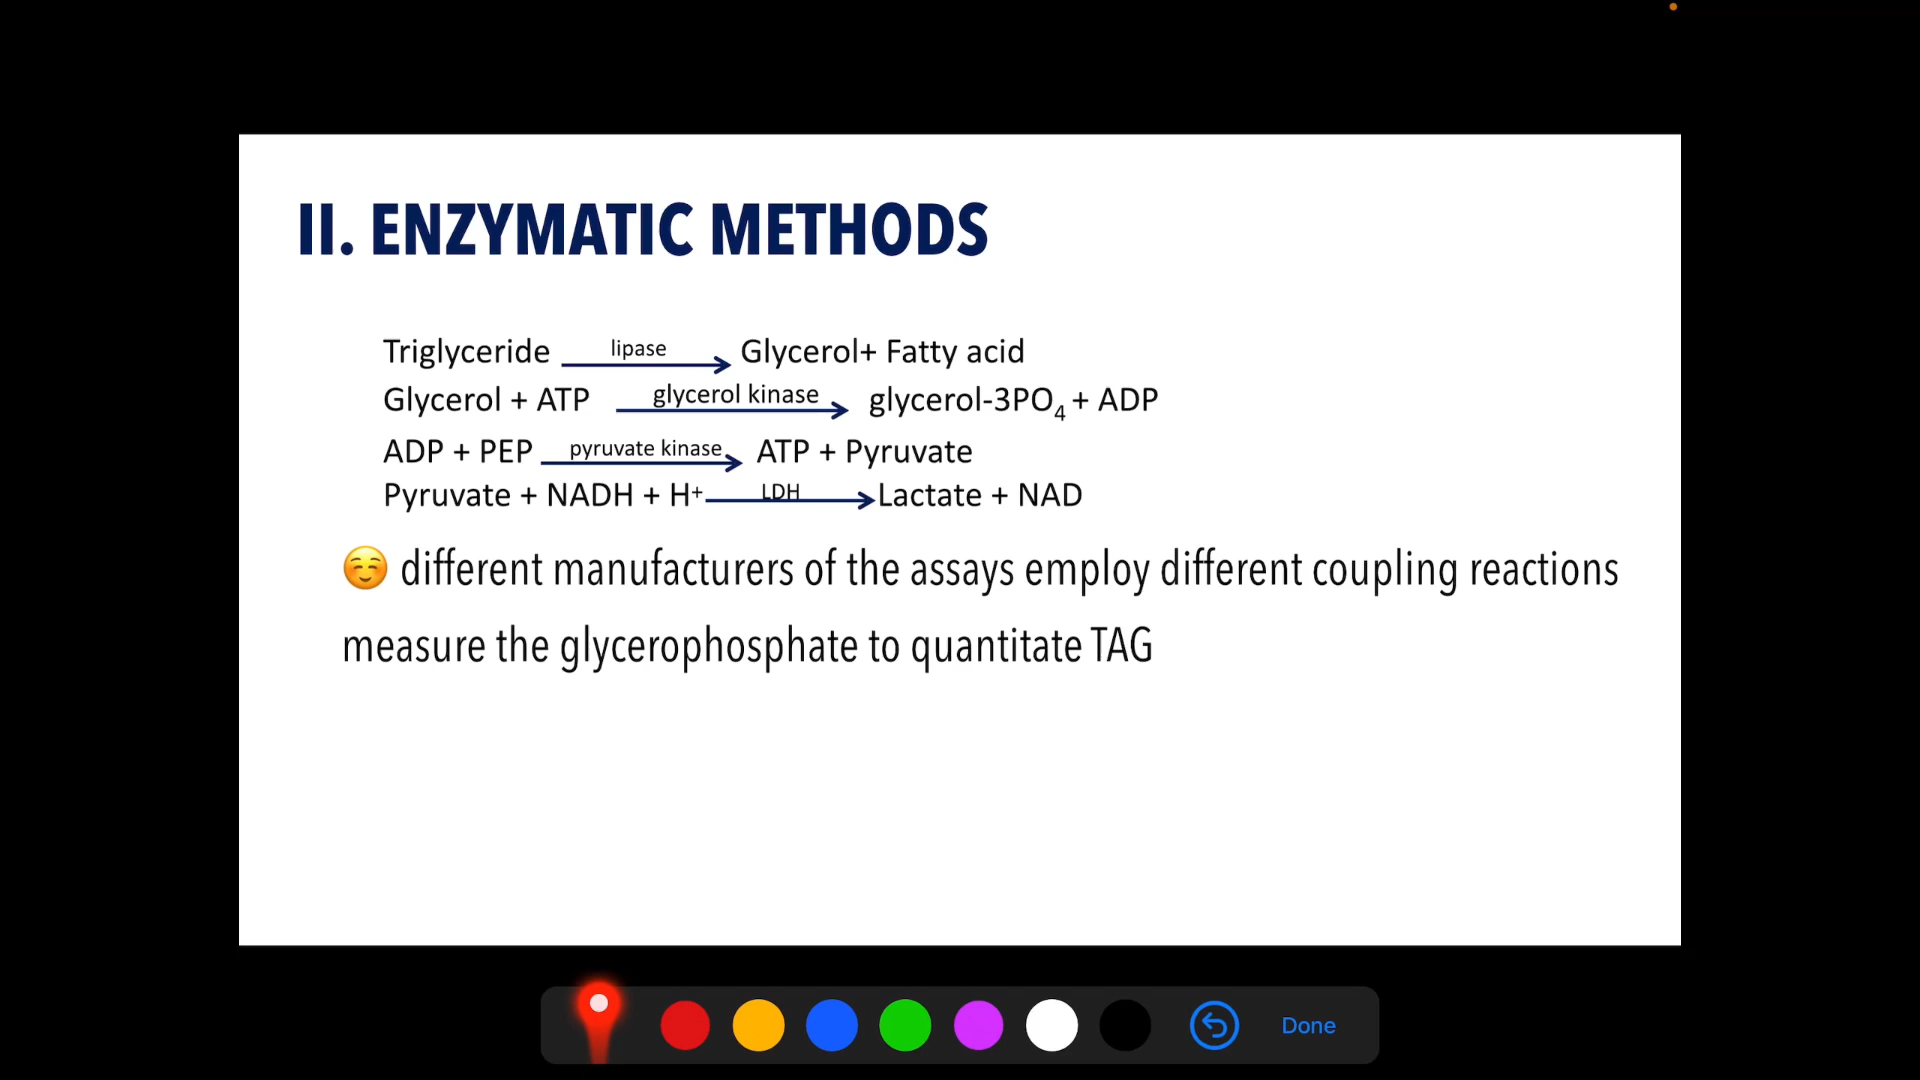 II. ENZYMATIC METHODS
Triglyceride lipase Glycerol+ Fatty acid
Glycerol + ATP glycerol kinase glycerol-3PO₄ + ADP
ADP + PEP pyruvate kinase ATP + Pyruvate
Pyruvate + NADH + H⁺ LDH Lactate + NAD
☺️ different manufacturers of the assays employ different coupling reactions
measure the glycerophosphate to quantitate TAG
Done